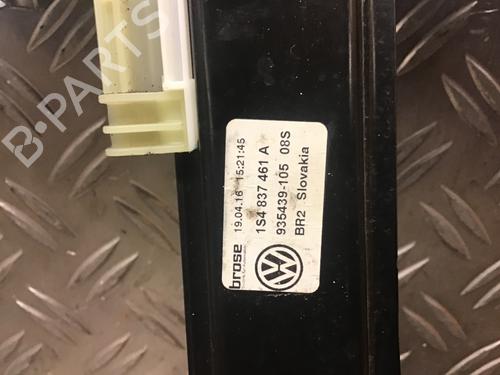 brose 19.04.16 15:21:45
1S4 837 461 A
935439-105 08S
BR2 Slovakia
B-PARTS